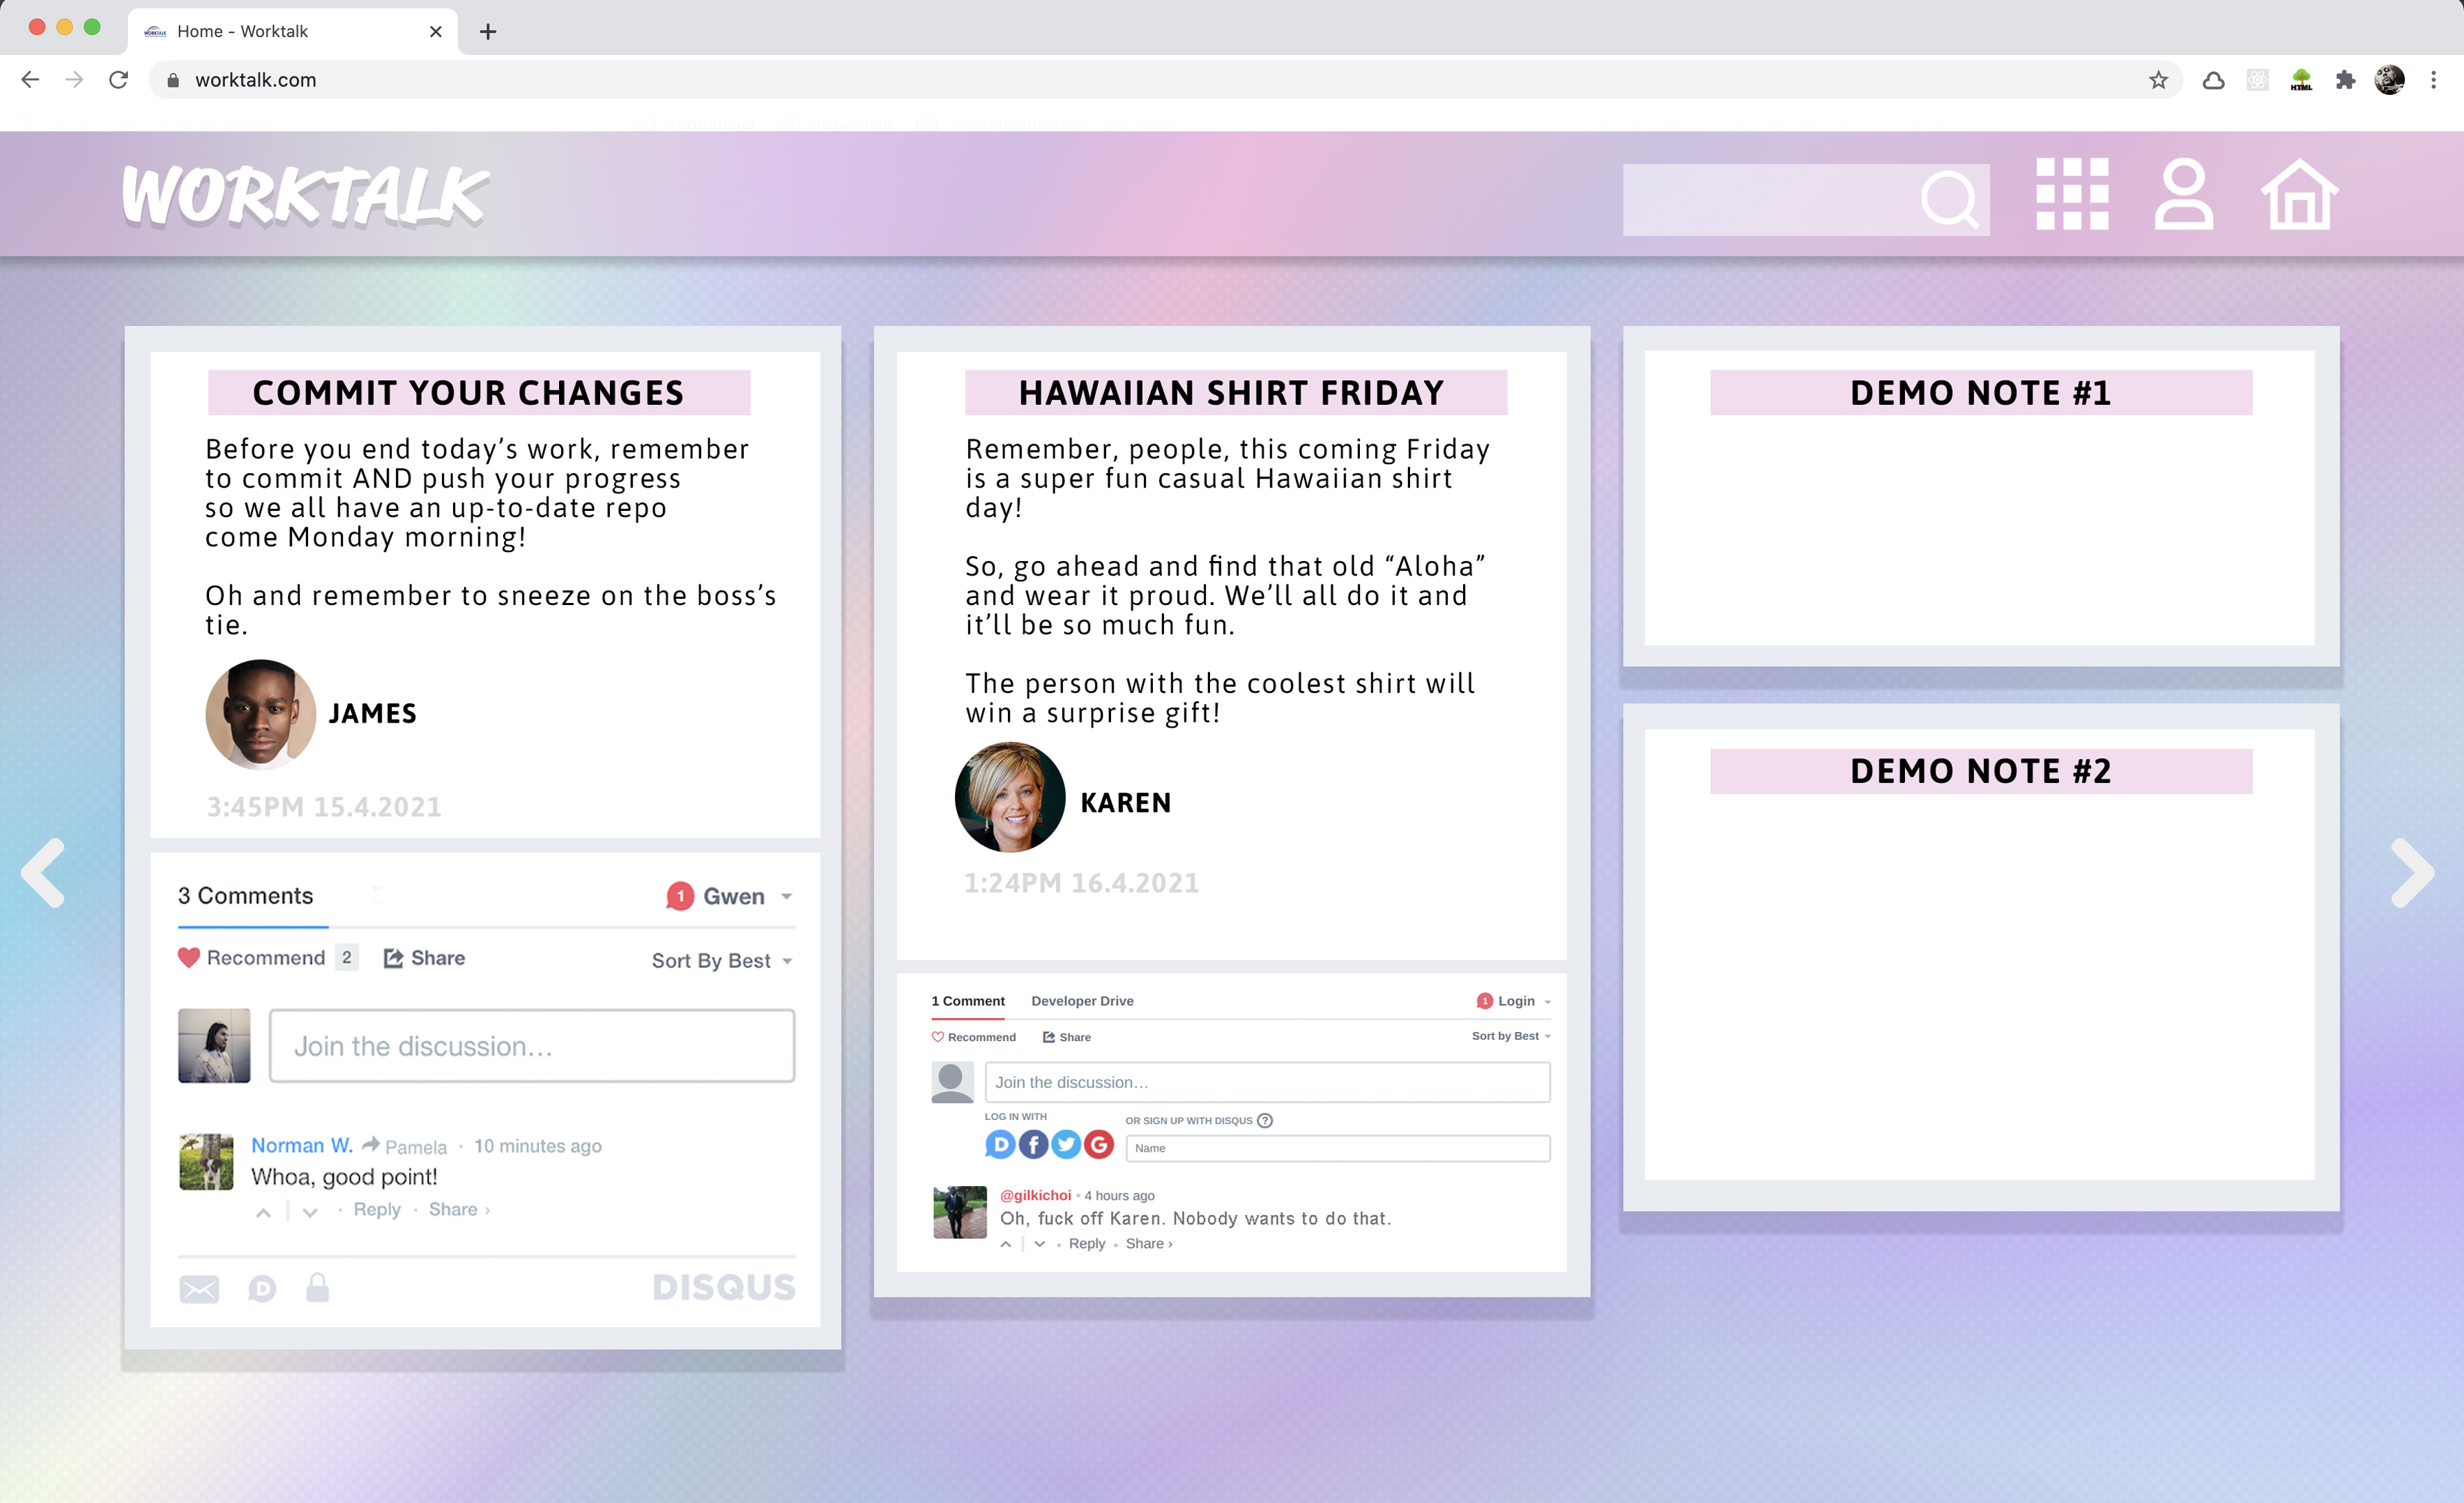 Home - Worktalk
worktalk.com
HTML
WORKTALK
COMMIT YOUR CHANGES
Before you end today’s work, remember
to commit AND push your progress
so we all have an up-to-date repo
come Monday morning!
Oh and remember to sneeze on the boss’s
tie.
JAMES
3:45PM 15.4.2021
3 Comments
1 Gwen
Recommend 2 Share Sort By Best
Join the discussion...
Norman W. Pamela · 10 minutes ago
Whoa, good point!
· Reply · Share ›
DISQUS
HAWAIIAN SHIRT FRIDAY
Remember, people, this coming Friday
is a super fun casual Hawaiian shirt
day!
So, go ahead and find that old “Aloha”
and wear it proud. We’ll all do it and
it’ll be so much fun.
The person with the coolest shirt will
win a surprise gift!
KAREN
1:24PM 16.4.2021
1 Comment Developer Drive 1 Login
Recommend Share Sort by Best
Join the discussion…
LOG IN WITH
OR SIGN UP WITH DISQUS ?
D f G
Name
@gilkichoi • 4 hours ago
Oh, fuck off Karen. Nobody wants to do that.
• Reply • Share ›
DEMO NOTE #1
DEMO NOTE #2